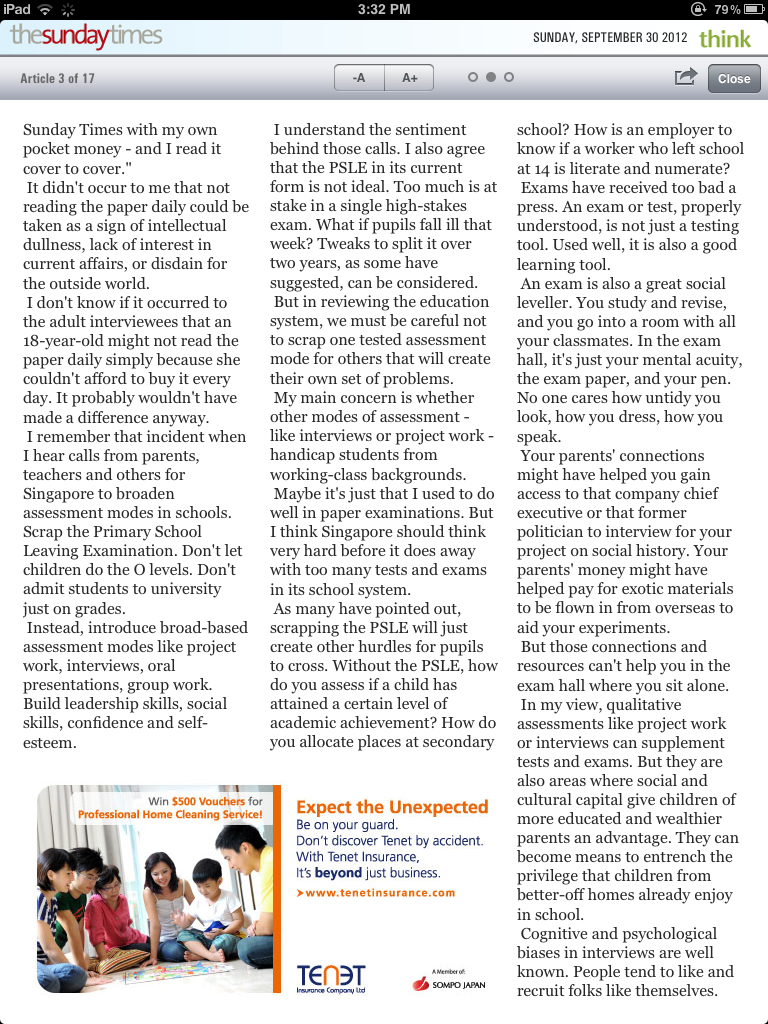 iPad
3:32 PM
79%
thesundaytimes
SUNDAY, SEPTEMBER 30 2012
think
Article 3 of 17
-A
A+
Close
Sunday Times with my own
pocket money - and I read it
cover to cover."
It didn't occur to me that not
reading the paper daily could be
taken as a sign of intellectual
dullness, lack of interest in
current affairs, or disdain for
the outside world.
I don't know if it occurred to
the adult interviewees that an
18-year-old might not read the
paper daily simply because she
couldn't afford to buy it every
day. It probably wouldn't have
made a difference anyway.
I remember that incident when
I hear calls from parents,
teachers and others for
Singapore to broaden
assessment modes in schools.
Scrap the Primary School
Leaving Examination. Don't let
children do the O levels. Don't
admit students to university
just on grades.
Instead, introduce broad-based
assessment modes like project
work, interviews, oral
presentations, group work.
Build leadership skills, social
skills, confidence and self-
esteem.
I understand the sentiment
behind those calls. I also agree
that the PSLE in its current
form is not ideal. Too much is at
stake in a single high-stakes
exam. What if pupils fall ill that
week? Tweaks to split it over
two years, as some have
suggested, can be considered.
But in reviewing the education
system, we must be careful not
to scrap one tested assessment
mode for others that will create
their own set of problems.
My main concern is whether
other modes of assessment -
like interviews or project work -
handicap students from
working-class backgrounds.
Maybe it's just that I used to do
well in paper examinations. But
I think Singapore should think
very hard before it does away
with too many tests and exams
in its school system.
As many have pointed out,
scrapping the PSLE will just
create other hurdles for pupils
to cross. Without the PSLE, how
do you assess if a child has
attained a certain level of
academic achievement? How do
you allocate places at secondary
school? How is an employer to
know if a worker who left school
at 14 is literate and numerate?
Exams have received too bad a
press. An exam or test, properly
understood, is not just a testing
tool. Used well, it is also a good
learning tool.
An exam is also a great social
leveller. You study and revise,
and you go into a room with all
your classmates. In the exam
hall, it's just your mental acuity,
the exam paper, and your pen.
No one cares how untidy you
look, how you dress, how you
speak.
Your parents' connections
might have helped you gain
access to that company chief
executive or that former
politician to interview for your
project on social history. Your
parents' money might have
helped pay for exotic materials
to be flown in from overseas to
aid your experiments.
But those connections and
resources can't help you in the
exam hall where you sit alone.
In my view, qualitative
assessments like project work
or interviews can supplement
tests and exams. But they are
also areas where social and
cultural capital give children of
more educated and wealthier
parents an advantage. They can
become means to entrench the
privilege that children from
better-off homes already enjoy
in school.
Cognitive and psychological
biases in interviews are well
known. People tend to like and
recruit folks like themselves.
Win $500 Vouchers for
Professional Home Cleaning Service!
Expect the Unexpected
Be on your guard.
Don't discover Tenet by accident.
With Tenet Insurance,
It's beyond just business.
www.tenetinsurance.com
TENET
Insurance Company Ltd
A Member of:
SOMPO JAPAN